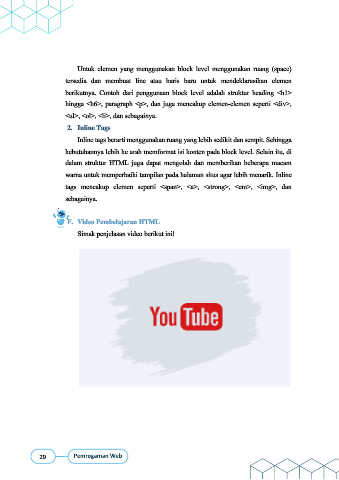 Untuk elemen yang menggunakan block level menggunakan ruang (space)
tersedia dan membuat line atau baris baru untuk mendeklarasikan elemen
berikutnya. Contoh dari penggunaan block level adalah struktur heading <h1>
hingga <h6>, paragraph <p>, dan juga mencakup elemen-elemen seperti <div>,
<ul>, <ol>, <li>, dan sebagainya.
2. Inline Tags
Inline tags berarti menggunakan ruang yang lebih sedikit dan sempit. Sehingga
kebutuhannya lebih ke arah memformat isi konten pada block level. Selain itu, di
dalam struktur HTML juga dapat mengolah dan memberikan beberapa macam
warna untuk memperbaiki tampilan pada halaman situs agar lebih menarik. Inline
tags mencakup elemen seperti <span>, <a>, <strong>, <em>, <img>, dan
sebagainya.
F. Video Pembelajaran HTML
Simak penjelasan video berikut ini!
YouTube
29 Pemrogaman Web